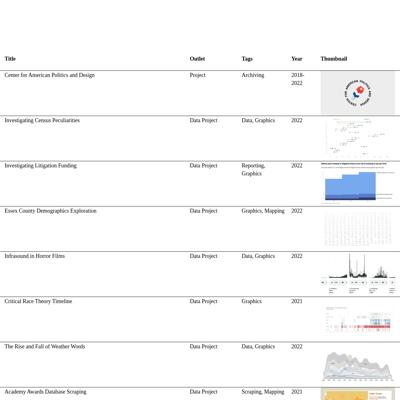 Title Outlet Tags Year Thumbnail
Center for American Politics and Design Project Archiving 2018-
2022
Investigating Census Peculiarities Data Project Data, Graphics 2022
Investigating Litigation Funding Data Project Reporting, 2022
Graphics
Essex County Demographics Exploration Data Project Graphics, Mapping 2022
Infrasound in Horror Films Data Project Data, Graphics 2022
Critical Race Theory Timeline Data Project Graphics 2021
The Rise and Fall of Weather Words Data Project Data, Graphics 2022
Academy Awards Database Scraping Data Project Scraping, Mapping 2021